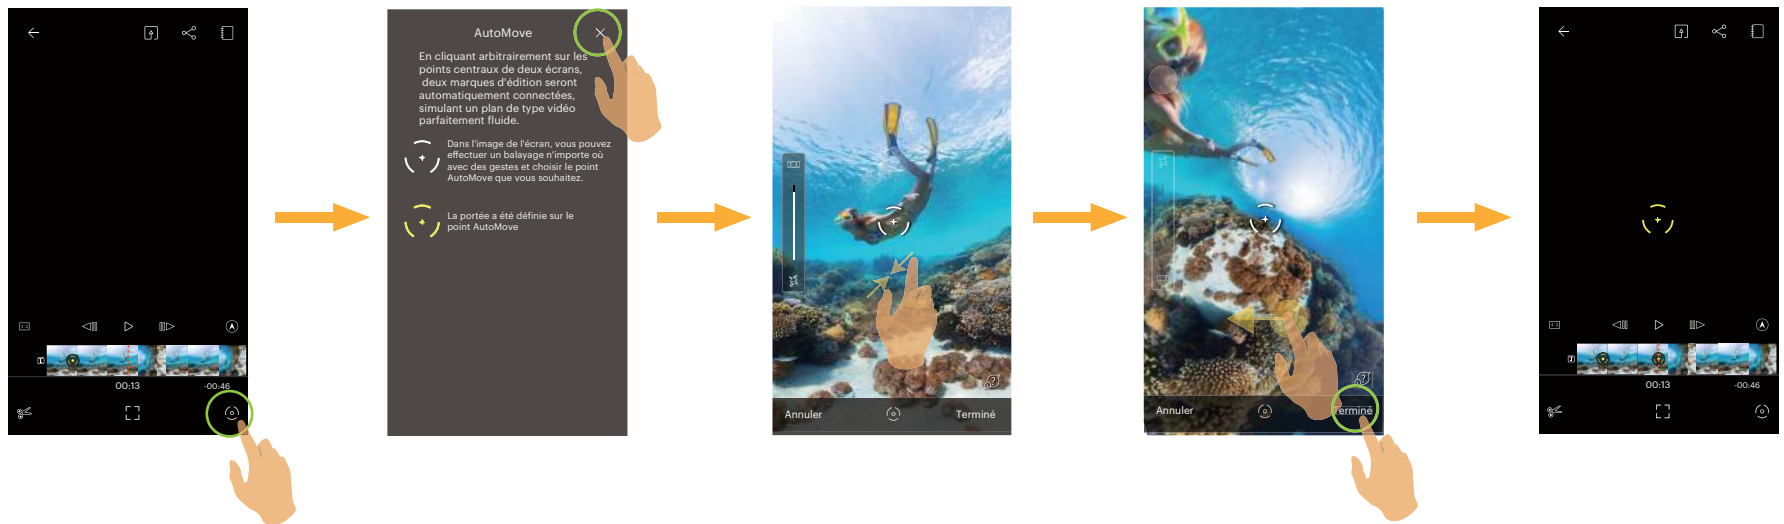 00:13
-00:46
AutoMove
En cliquant arbitrairement sur les
points centraux de deux écrans,
deux marques d'édition seront
automatiquement connectées,
simulant un plan de type vidéo
parfaitement fluide.
Dans l'image de l'écran, vous pouvez
effectuer un balayage n'importe où
avec des gestes et choisir le point
AutoMove que vous souhaitez.
La portée a été définie sur le
point AutoMove
Annuler
Terminé
Annuler
Terminé
00:13
-00:46